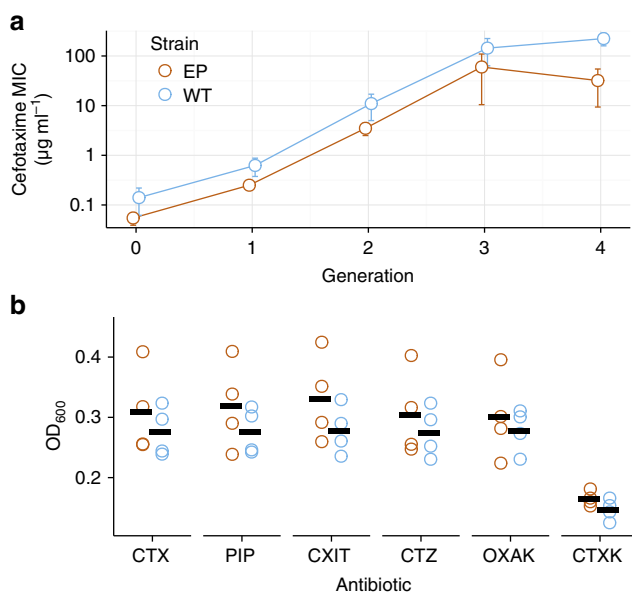 a
Strain
EP
WT
Cefotaxime MIC
(µg ml⁻¹)
100
10
1
0.1
0 1 2 3 4
Generation
b
OD₆₀₀
0.4
0.3
0.2
CTX PIP CXIT CTZ OXAK CTXK
Antibiotic